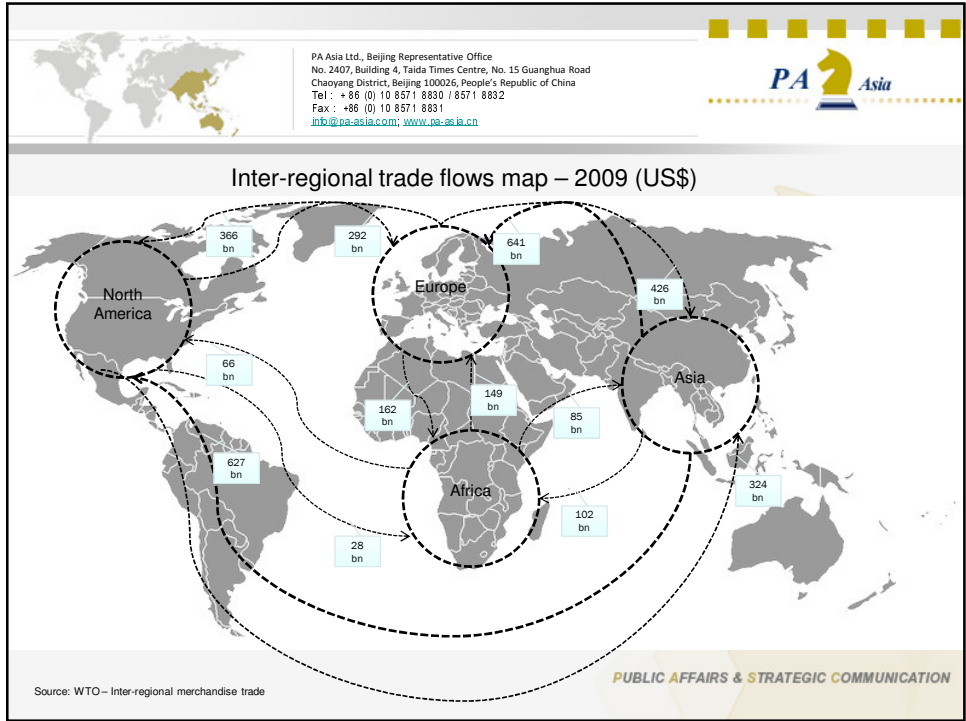 PA Asia Ltd., Beijing Representative Office
No. 2407, Building 4, Taida Times Centre, No. 15 Guanghua Road
Chaoyang District, Beijing 100026, People's Republic of China
Tel : + 86 (0) 10 8571 8830 / 8571 8832
Fax : +86 (0) 10 8571 8831
info@pa-asia.com; www.pa-asia.cn
PA Asia
Inter-regional trade flows map – 2009 (US$)
366
bn
292
bn
641
bn
426
bn
North
America
Europe
Asia
66
bn
162
bn
149
bn
85
bn
627
bn
Africa
324
bn
102
bn
28
bn
PUBLIC AFFAIRS & STRATEGIC COMMUNICATION
Source: WTO – Inter-regional merchandise trade